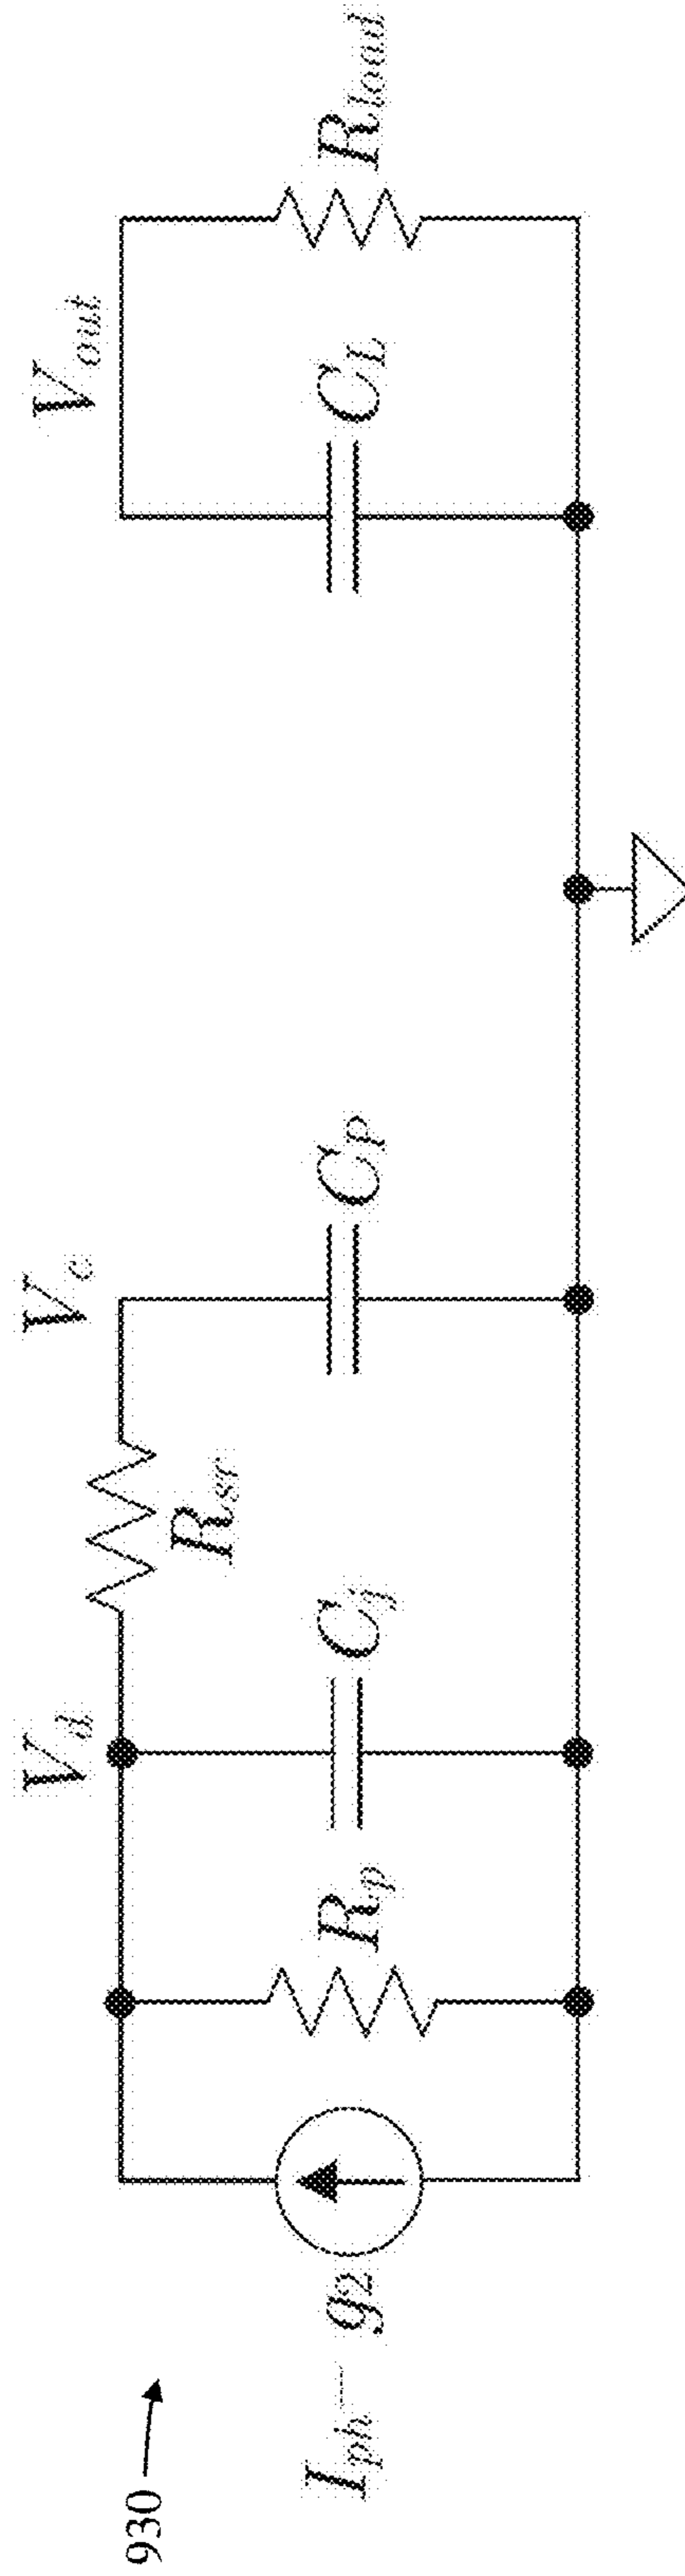 930
I_ph − g_2
R_p
V_d
C_j
R_sr
V_c
C_P
C_L
V_out
R_load